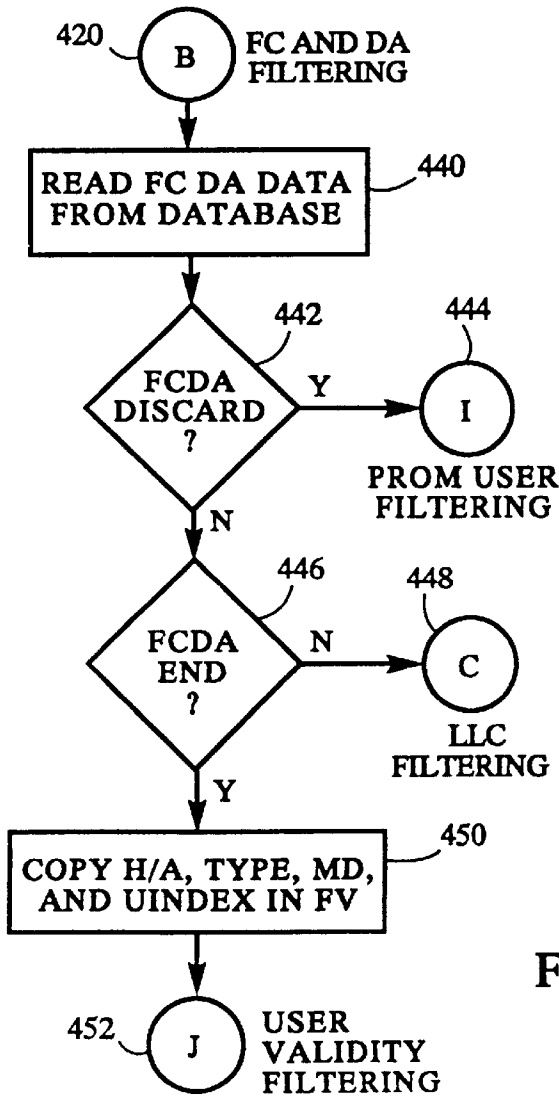 420
B
FC AND DA
FILTERING
READ FC DA DATA
FROM DATABASE
440
442
FCDA
DISCARD
?
Y
444
I
PROM USER
FILTERING
N
446
FCDA
END
?
N
448
C
LLC
FILTERING
Y
450
COPY H/A, TYPE, MD,
AND UINDEX IN FV
F
452
J
USER
VALIDITY
FILTERING